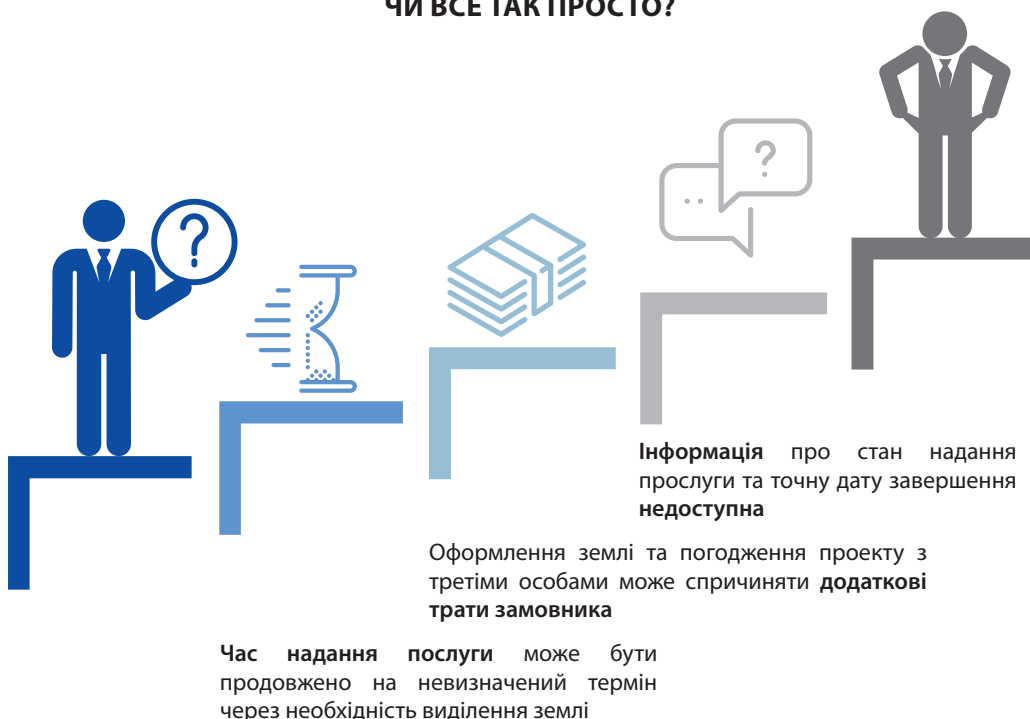 ЧИ ВСЕ ТАК ПРОСТО?
?
?
Інформація про стан надання
прослуги та точну дату завершення
недоступна
Оформлення землі та погодження проекту з
третіми особами може спричиняти додаткові
трати замовника
Час надання послуги може бути
продовжено на невизначений термін
через необхідність виділення землі